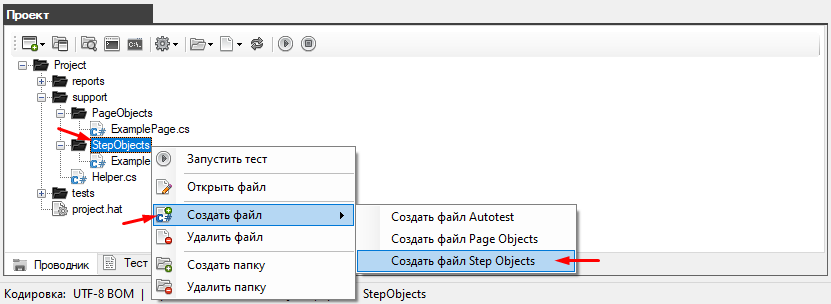 Проект
Project
reports
support
PageObjects
ExamplePage.cs
StepObjects
Example
Helper.cs
tests
project.hat
Запустить тест
Открыть файл
Создать файл
Удалить файл
Создать папку
Удалить папку
Создать файл Autotest
Создать файл Page Objects
Создать файл Step Objects
Проводник
Тест
Кодировка: UTF-8 BOM | StepObjects